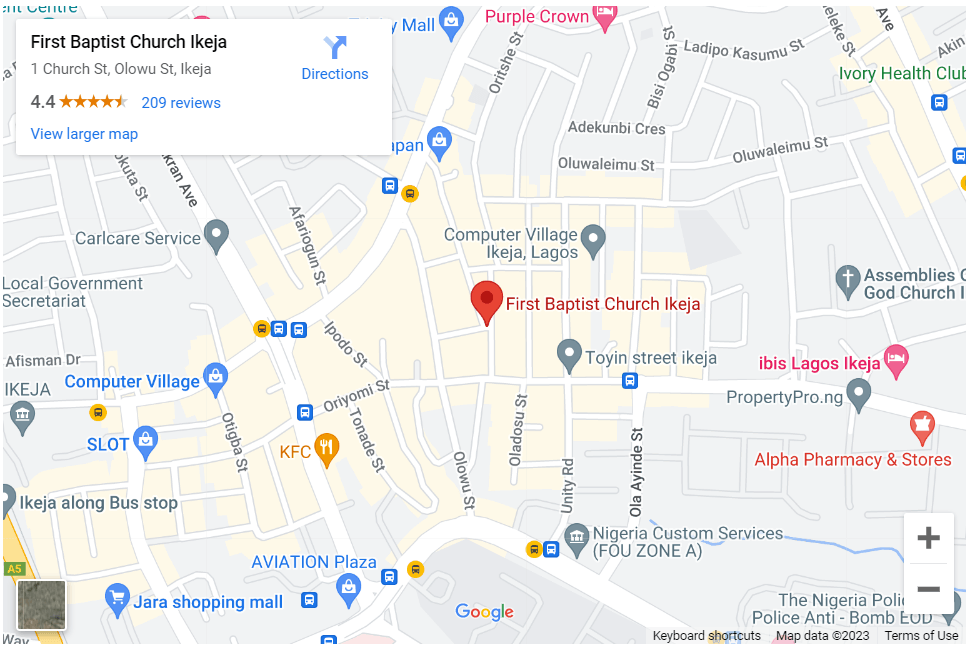 ent Centre
First Baptist Church Ikeja
1 Church St, Olowu St, Ikeja
4.4
209 reviews
View larger map
Directions
y Mall
Purple Crown
Oritshe St
Bisi Ogabi St
Ladipo Kasumu St
eleke St
Ave
Akin
Ivory Health Club
Adekunbi Cres
Oluwaleimu St
Oluwaleimu St
apan
okuta St
kran Ave
Afariogun St
Carlcare Service
Computer Village
Ikeja, Lagos
Local Government
Secretariat
Assemblies O
God Church I
First Baptist Church Ikeja
Ipodo St
Toyin street ikeja
Afisman Dr
IKEJA
Computer Village
ibis Lagos Ikeja
PropertyPro.ng
Oriyomi St
Otigba St
Tonade St
Oladosu St
SLOT
KFC
Olowu St
Unity Rd
Ola Ayinde St
Alpha Pharmacy & Stores
Ikeja along Bus stop
Nigeria Custom Services
(FOU ZONE A)
A5
AVIATION Plaza
Jara shopping mall
Google
The Nigeria Poli
Police Anti - Bomb EOD
Way
Keyboard shortcuts
Map data ©2023
Terms of Use